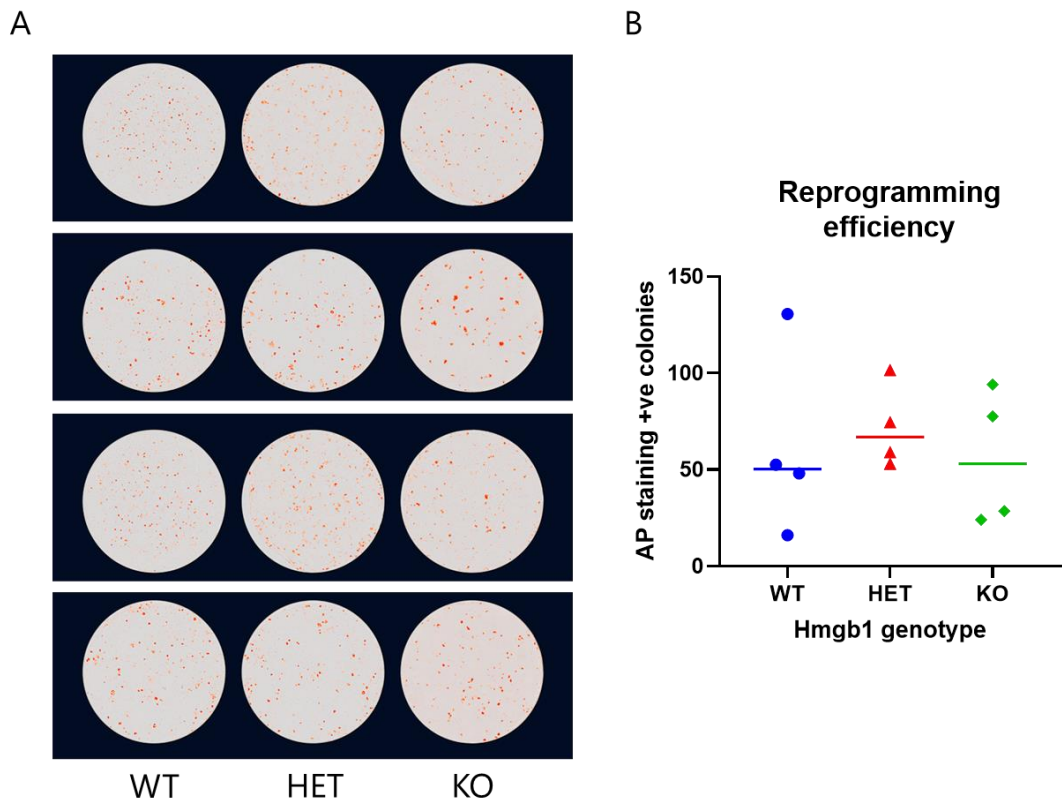 A
WT HET KO
B
Reprogramming
efficiency
AP staining +ve colonies
150
100
50
0
WT HET KO
Hmgb1 genotype